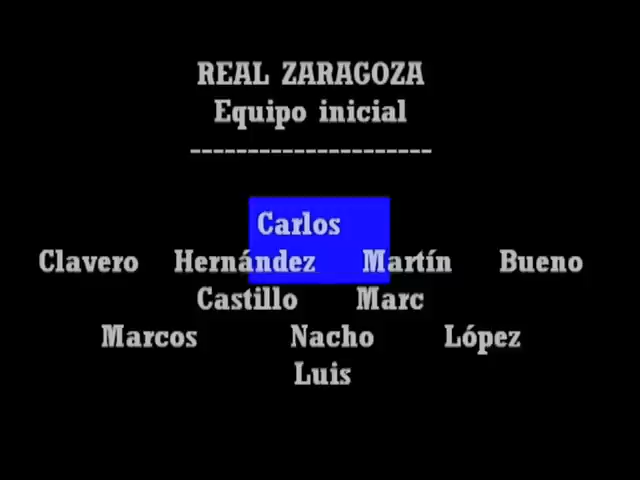 REAL ZARAGOZA
Equipo inicial
---------------------
Carlos
Clavero Hernández Martín Bueno
Castillo Marc
Marcos Nacho López
Luis